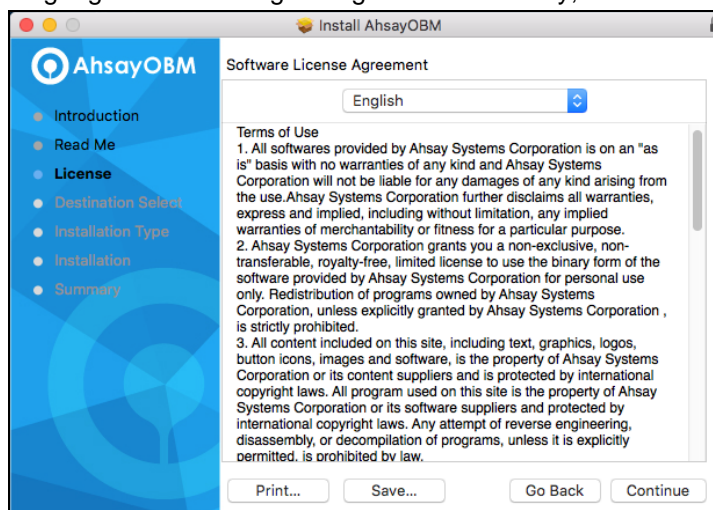 Install AhsayOBM
AhsayOBM
Introduction
Read Me
License
Destination Select
Installation Type
Installation
Summary
Software License Agreement
English
Terms of Use
1. All softwares provided by Ahsay Systems Corporation is on an "as
is" basis with no warranties of any kind and Ahsay Systems
Corporation will not be liable for any damages of any kind arising from
the use.Ahsay Systems Corporation further disclaims all warranties,
express and implied, including without limitation, any implied
warranties of merchantability or fitness for a particular purpose.
2. Ahsay Systems Corporation grants you a non-exclusive, non-
transferable, royalty-free, limited license to use the binary form of the
software provided by Ahsay Systems Corporation for personal use
only. Redistribution of programs owned by Ahsay Systems
Corporation, unless explicitly granted by Ahsay Systems Corporation ,
is strictly prohibited.
3. All content included on this site, including text, graphics, logos,
button icons, images and software, is the property of Ahsay Systems
Corporation or its content suppliers and is protected by international
copyright laws. All program used on this site is the property of Ahsay
Systems Corporation or its software suppliers and protected by
international copyright laws. Any attempt of reverse engineering,
disassembly, or decompilation of programs, unless it is explicitly
permitted, is prohibited by law.
Print...
Save...
Go Back
Continue